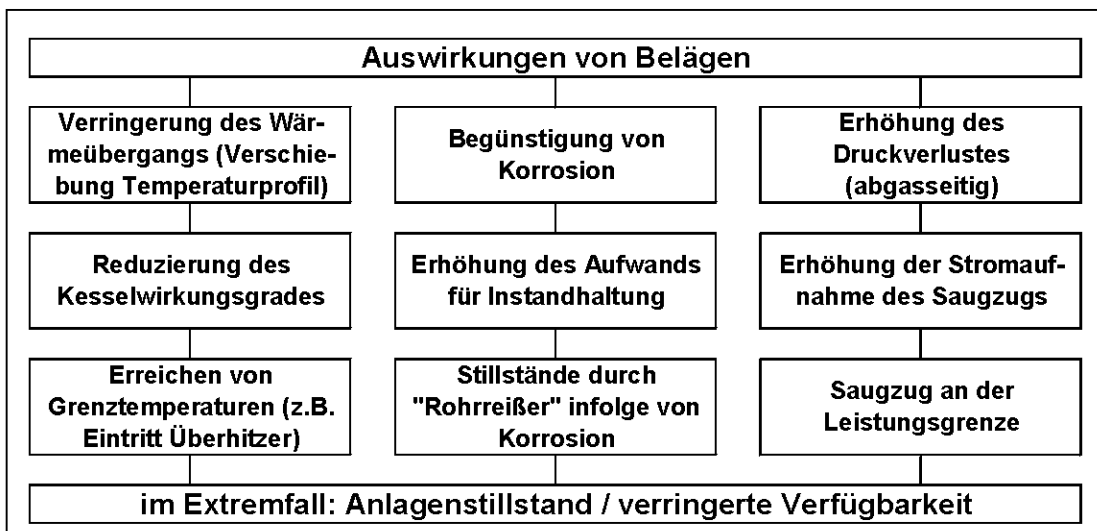 Auswirkungen von Belägen
Verringerung des Wär-
meübergangs (Verschie-
bung Temperaturprofil)
Begünstigung von
Korrosion
Erhöhung des
Druckverlustes
(abgasseitig)
Reduzierung des
Kesselwirkungsgrades
Erhöhung des Aufwands
für Instandhaltung
Erhöhung der Stromauf-
nahme des Saugzugs
Erreichen von
Grenztemperaturen (z.B.
Eintritt Überhitzer)
Stillstände durch
"Rohrreißer" infolge von
Korrosion
Saugzug an der
Leistungsgrenze
im Extremfall: Anlagenstillstand / verringerte Verfügbarkeit